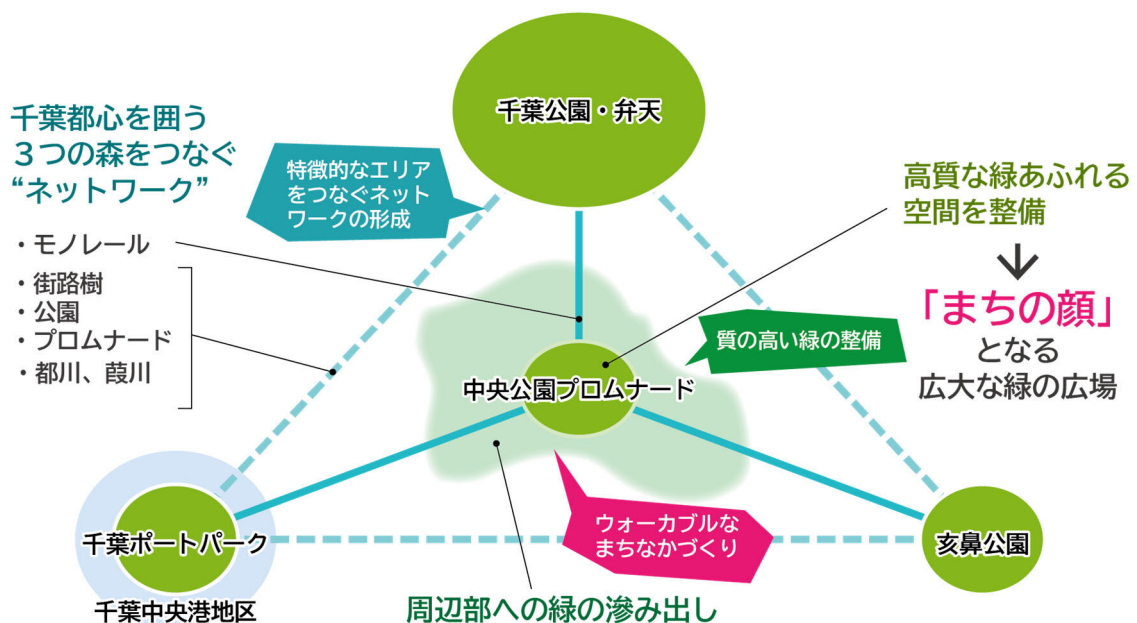 千葉公園・弁天
千葉都心を囲う
３つの森をつなぐ
“ネットワーク”
・モノレール
・街路樹
・公園
・プロムナード
・都川、葭川
特徴的なエリア
をつなぐネット
ワークの形成
高質な緑あふれる
空間を整備
「まちの顔」
となる
広大な緑の広場
質の高い緑の整備
中央公園プロムナード
ウォーカブルな
まちなかづくり
千葉ポートパーク
千葉中央港地区
亥鼻公園
周辺部への緑の滲み出し